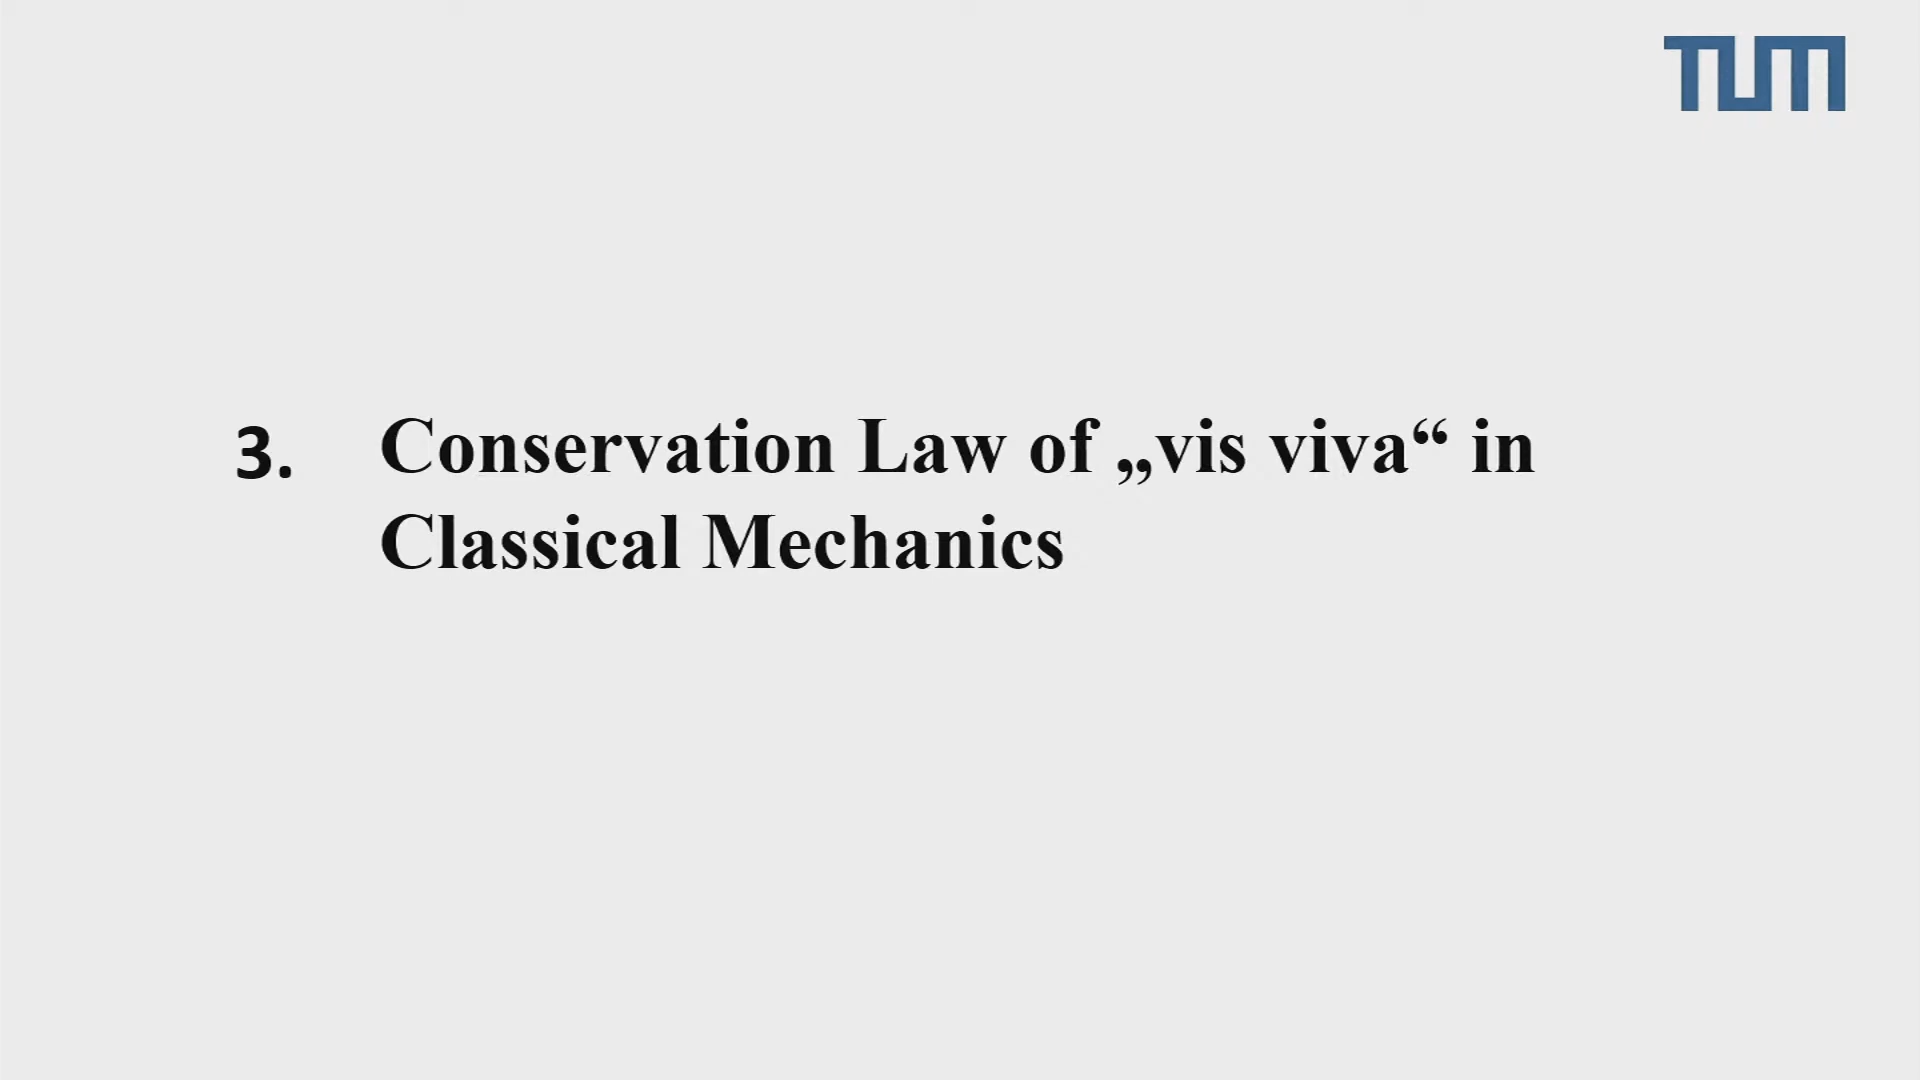 TUM
3. Conservation Law of „vis viva“ in
Classical Mechanics